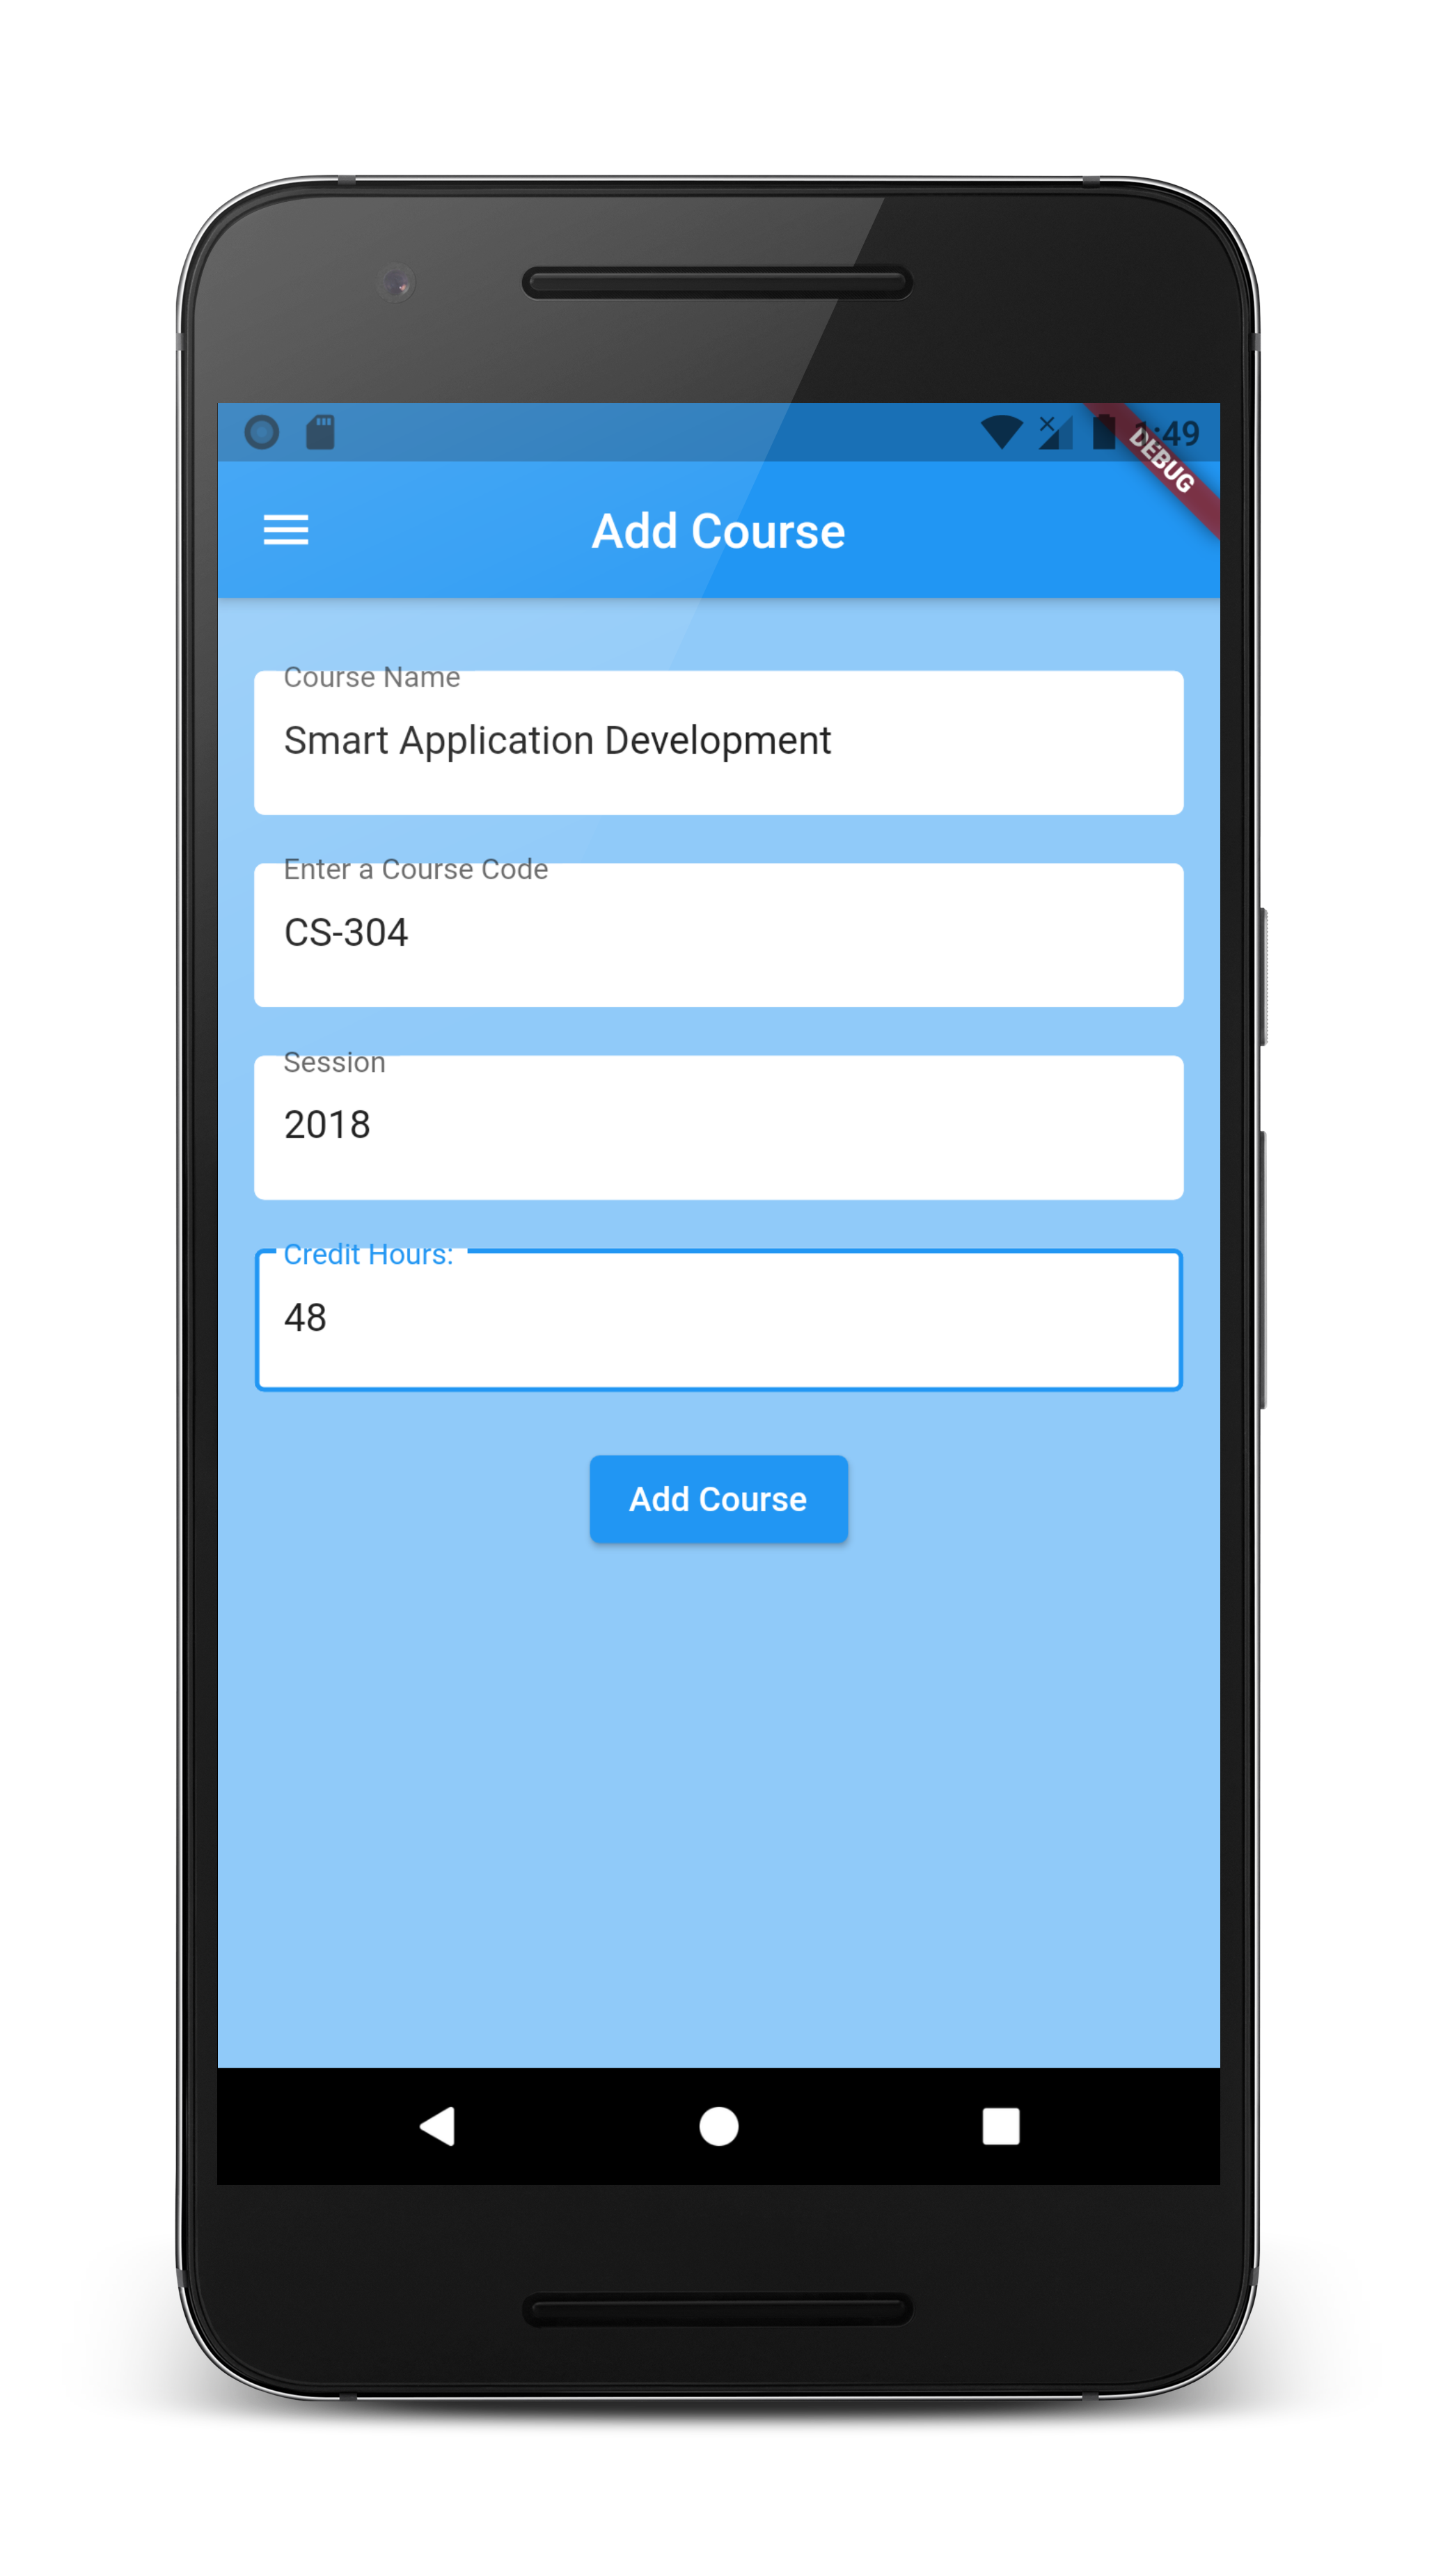 :49
DEBUG
Add Course
Course Name
Smart Application Development
Enter a Course Code
CS-304
Session
2018
Credit Hours:
48
Add Course